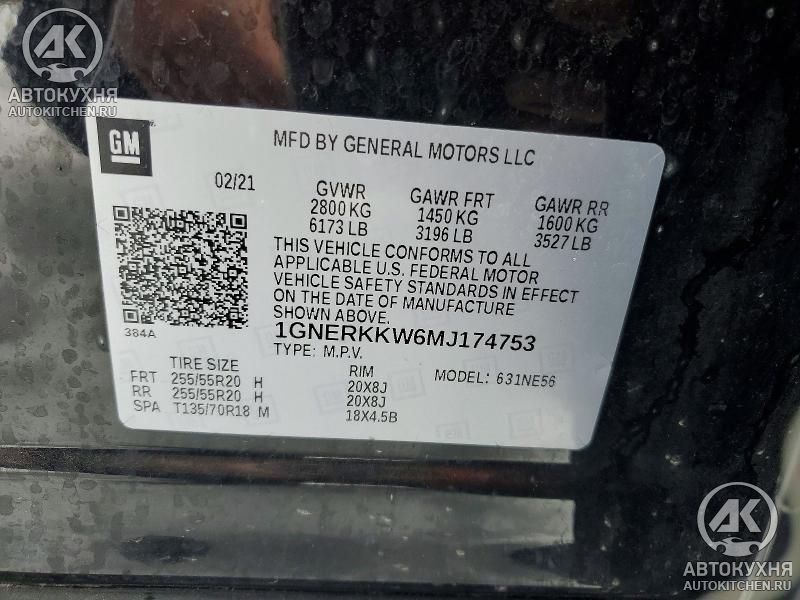 AK
АВТОКУХНЯ
AUTOKITCHEN.RU
GM
MFD BY GENERAL MOTORS LLC
02/21
GVWR
2800 KG
6173 LB
GAWR FRT
1450 KG
3196 LB
GAWR RR
1600 KG
3527 LB
THIS VEHICLE CONFORMS TO ALL
APPLICABLE U.S. FEDERAL MOTOR
VEHICLE SAFETY STANDARDS IN EFFECT
ON THE DATE OF MANUFACTURE
SHOWN ABOVE.
384A
1GNERKKW6MJ174753
TYPE: M.P.V.
TIRE SIZE
RIM
MODEL: 631NE56
FRT 255/55R20 H 20X8J
RR 255/55R20 H 20X8J
SPA T135/70R18 M 18X4.5B
AK
АВТОКУХНЯ
AUTOKITCHEN.RU